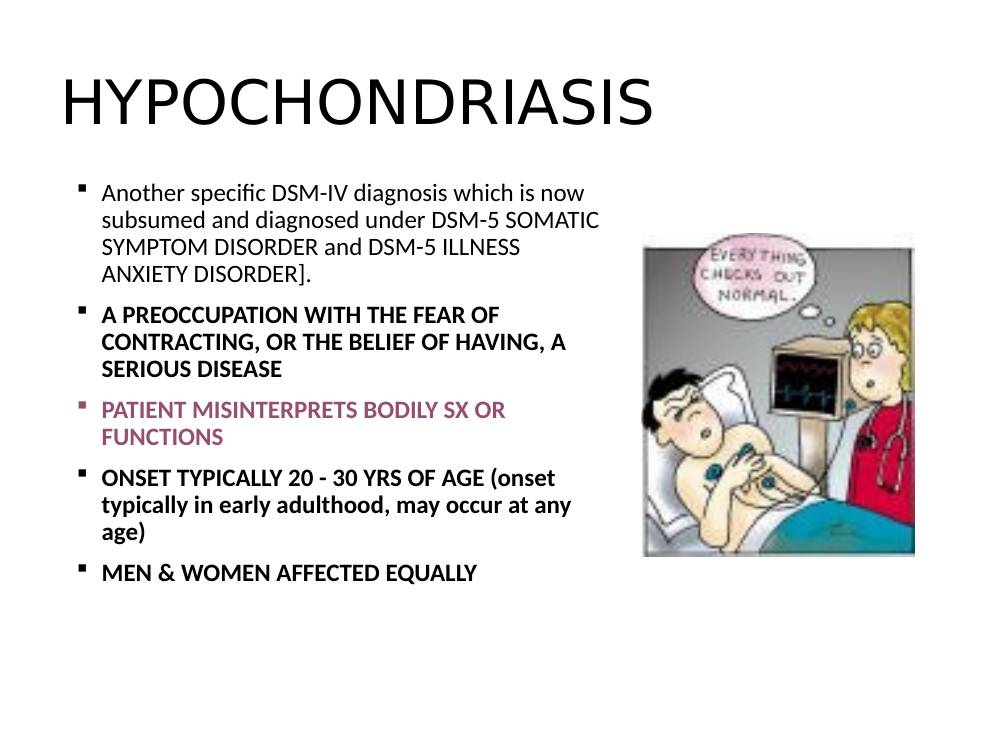 HYPOCHONDRIASIS
▪ Another specific DSM-IV diagnosis which is now
subsumed and diagnosed under DSM-5 SOMATIC
SYMPTOM DISORDER and DSM-5 ILLNESS
ANXIETY DISORDER].
▪ A PREOCCUPATION WITH THE FEAR OF
CONTRACTING, OR THE BELIEF OF HAVING, A
SERIOUS DISEASE
▪ PATIENT MISINTERPRETS BODILY SX OR
FUNCTIONS
▪ ONSET TYPICALLY 20 - 30 YRS OF AGE (onset
typically in early adulthood, may occur at any
age)
▪ MEN & WOMEN AFFECTED EQUALLY
EVERYTHING
CHECKS OUT
NORMAL.